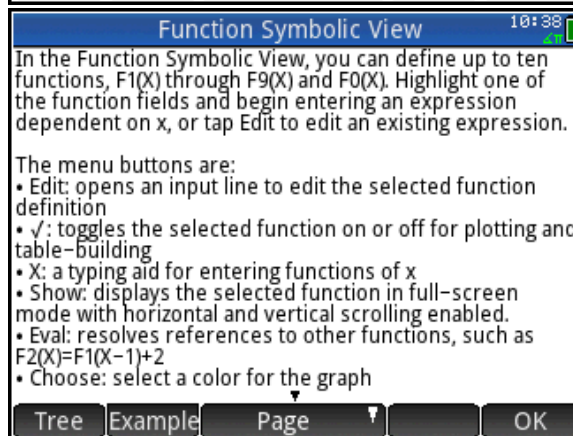 Function Symbolic View
10:38
∠π
In the Function Symbolic View, you can define up to ten
functions, F1(X) through F9(X) and F0(X). Highlight one of
the function fields and begin entering an expression
dependent on x, or tap Edit to edit an existing expression.
The menu buttons are:
• Edit: opens an input line to edit the selected function
definition
• √: toggles the selected function on or off for plotting and
table-building
• X: a typing aid for entering functions of x
• Show: displays the selected function in full-screen
mode with horizontal and vertical scrolling enabled.
• Eval: resolves references to other functions, such as
F2(X)=F1(X-1)+2
• Choose: select a color for the graph
Tree Example Page OK